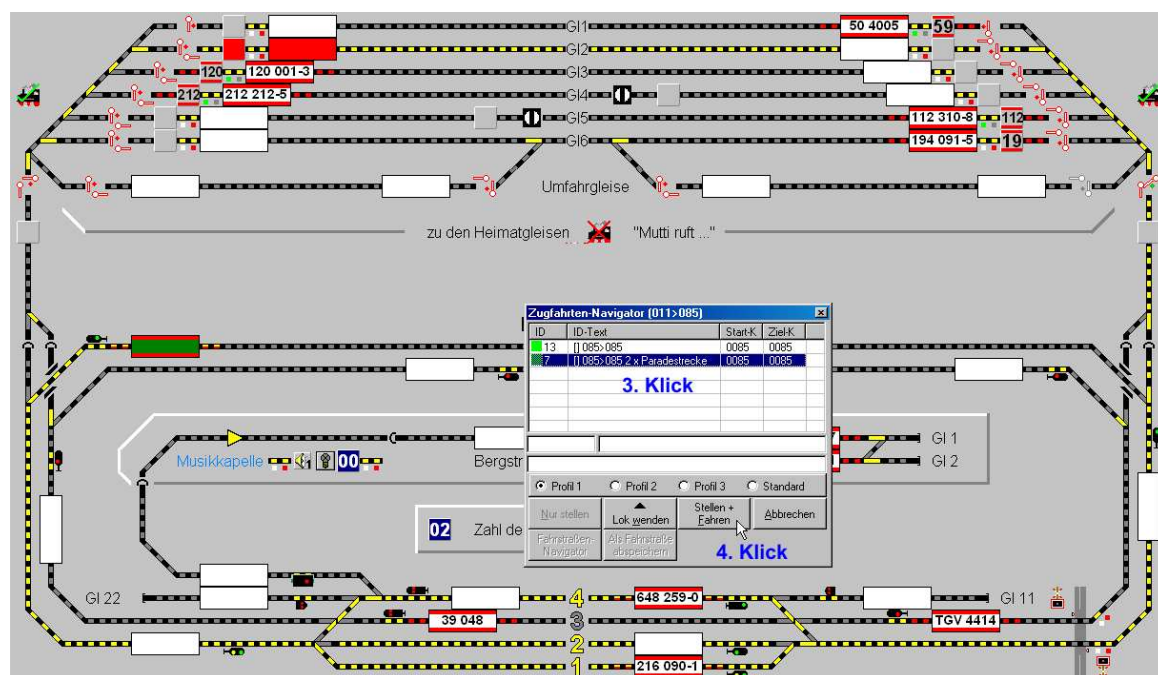 Gl1 50 4005 59
Gl2
120 120 001-3 Gl3
212 212 212-5 Gl4
Gl5 112 310-8 112
Gl6 194 091-5 19
Umfahrgleise
zu den Heimatgleisen "Mutti ruft ..."
Zugfahrten-Navigator (011>085)
ID ID-Text Start-K Ziel-K
13 [] 085>085 0085 0085
7 [] 085>085 2 x Paradestrecke 0085 0085
3. Klick
Gl 1
Musikkapelle 1 00 Bergstr Gl 2
Profil 1 Profil 2 Profil 3 Standard
Nur stellen Lok wenden Stellen + Fahren Abbrechen
02 Zahl de
Fahrstraßen-Navigator Als Fahrstraße abspeichern 4. Klick
Gl 22 4 648 259-0 Gl 11
39 048 3 TGV 4414
2
1 216 090-1